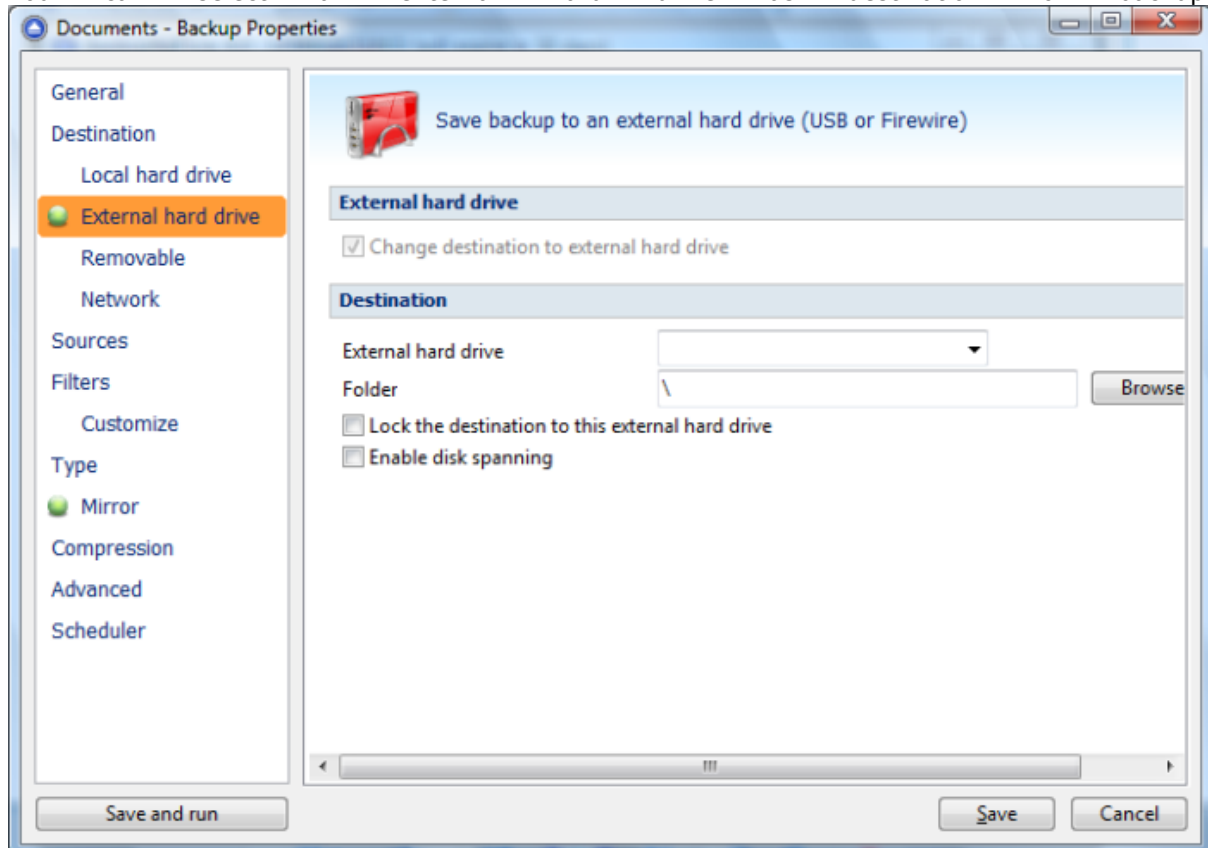 Documents - Backup Properties
General
Destination
Local hard drive
External hard drive
Removable
Network
Sources
Filters
Customize
Type
Mirror
Compression
Advanced
Scheduler
Save backup to an external hard drive (USB or Firewire)
External hard drive
Change destination to external hard drive
Destination
External hard drive
Folder \ Browse
Lock the destination to this external hard drive
Enable disk spanning
Save and run
Save Cancel